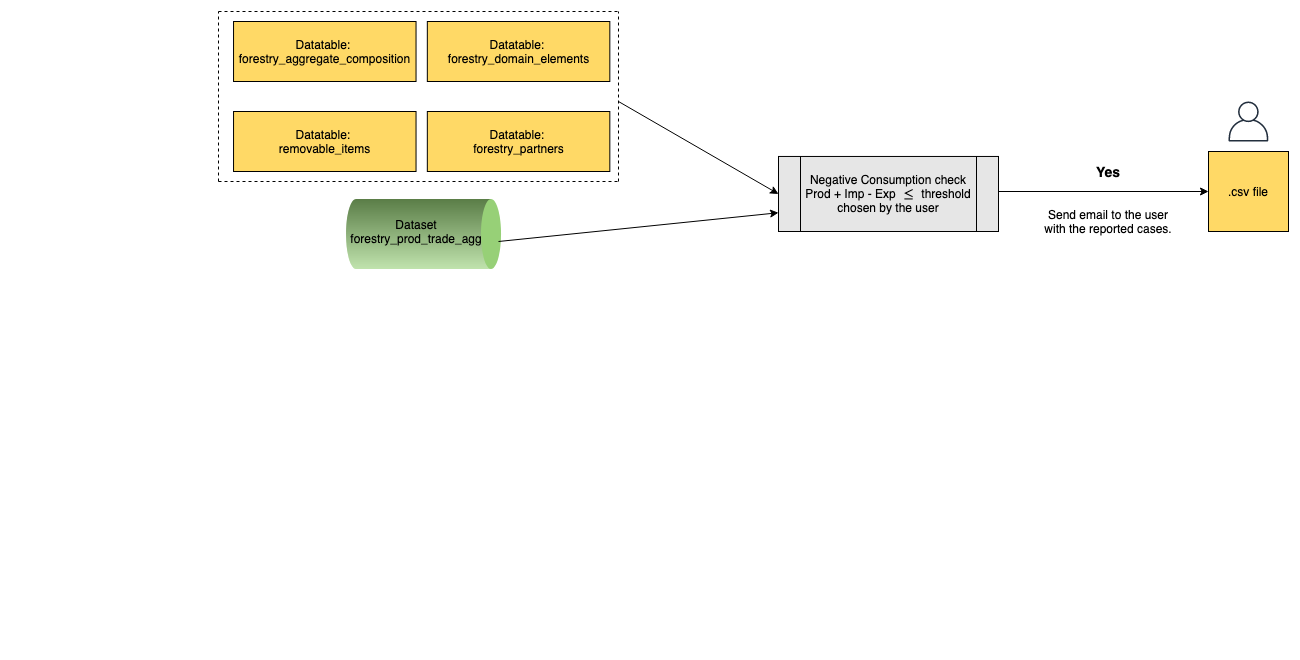 Datatable:
forestry_aggregate_composition
Datatable:
forestry_domain_elements
Datatable:
removable_items
Datatable:
forestry_partners
Dataset
forestry_prod_trade_agg
Negative Consumption check
Prod + Imp - Exp ≤ threshold
chosen by the user
Yes
Send email to the user
with the reported cases.
.csv file